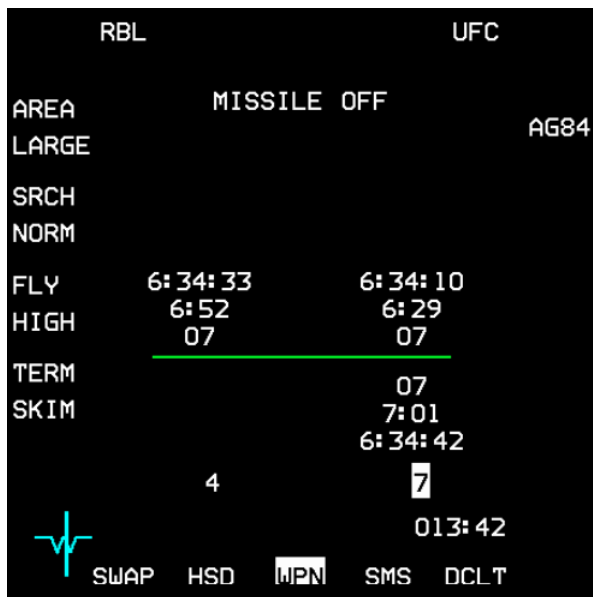 RBL UFC
MISSILE OFF
AREA
LARGE
AG84
SRCH
NORM
FLY
HIGH
6:34:33 6:34:10
6:52 6:29
07 07
TERM
SKIM
07
7:01
6:34:42
4 7
013:42
SWAP HSD WPN SMS DCLT